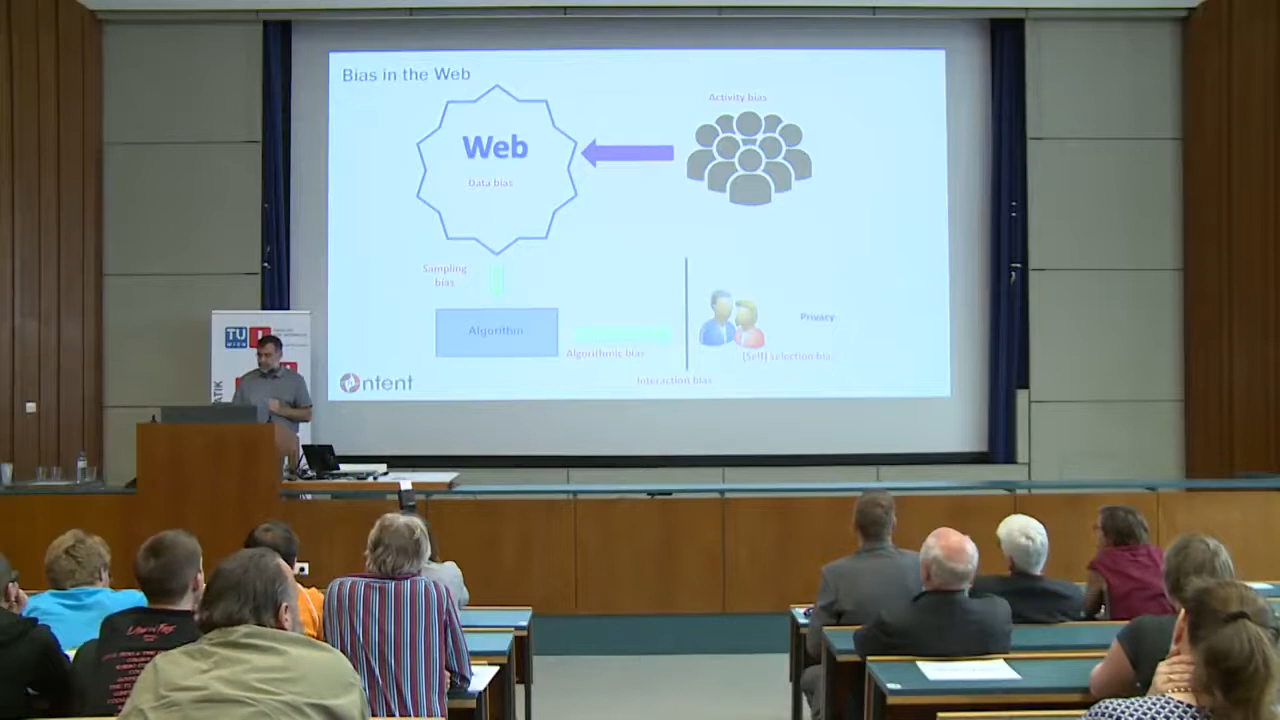 Bias in the Web
Activity bias
Web
Data bias
Sampling
bias
Algorithm
Algorithmic bias
Privacy
(Self) selection bias
Interaction bias
ntent
TU
WIEN